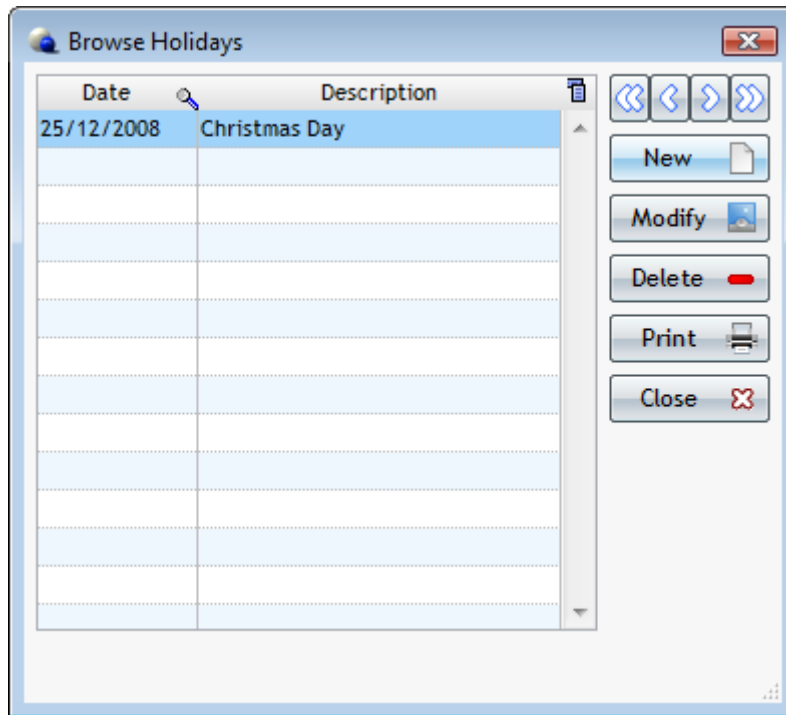 Browse Holidays
Date Description
25/12/2008 Christmas Day
New
Modify
Delete
Print
Close